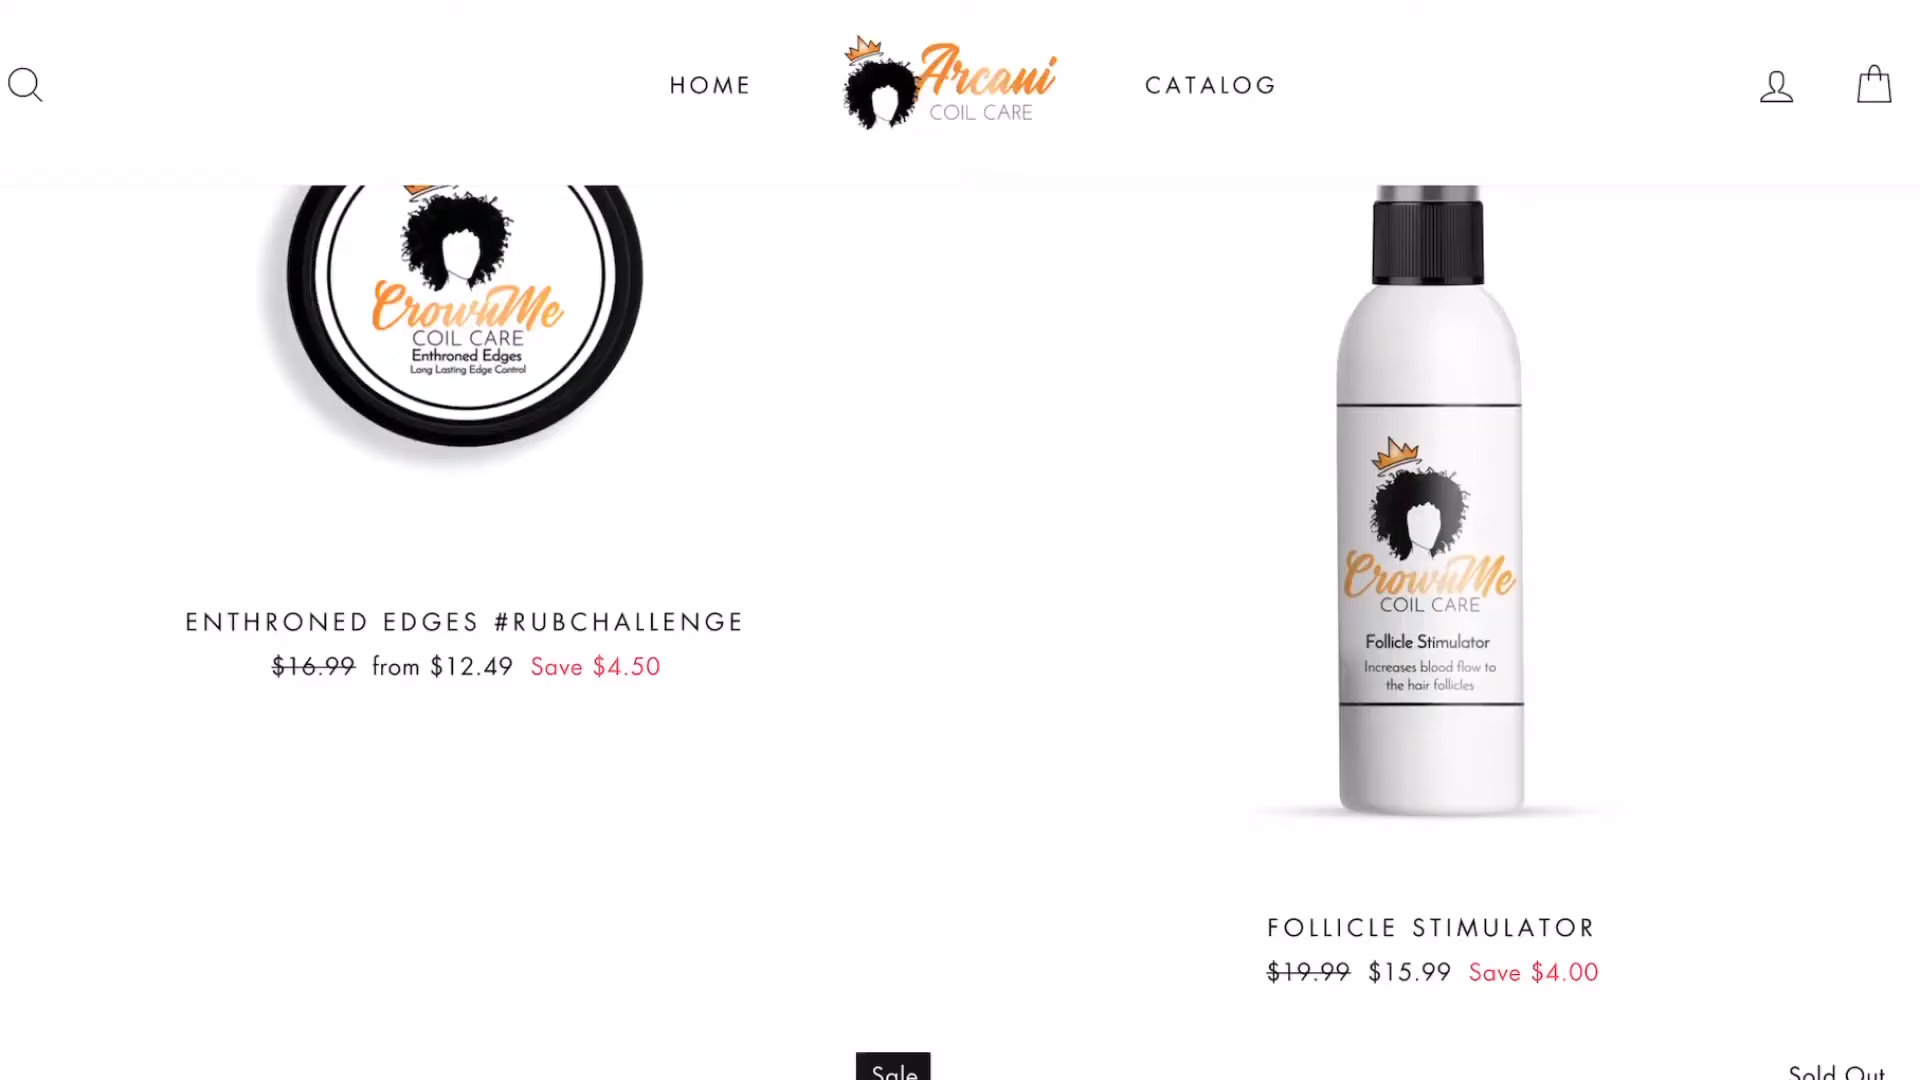 HOME
Arcani
COIL CARE
CATALOG
CrownMe
COIL CARE
Enthroned Edges
Long Lasting Edge Control
ENTHRONED EDGES #RUBCHALLENGE
$16.99 from $12.49 Save $4.50
CrownMe
COIL CARE
Follicle Stimulator
Increases blood flow to
the hair follicles
FOLLICLE STIMULATOR
$19.99 $15.99 Save $4.00
Sale
Sold Out